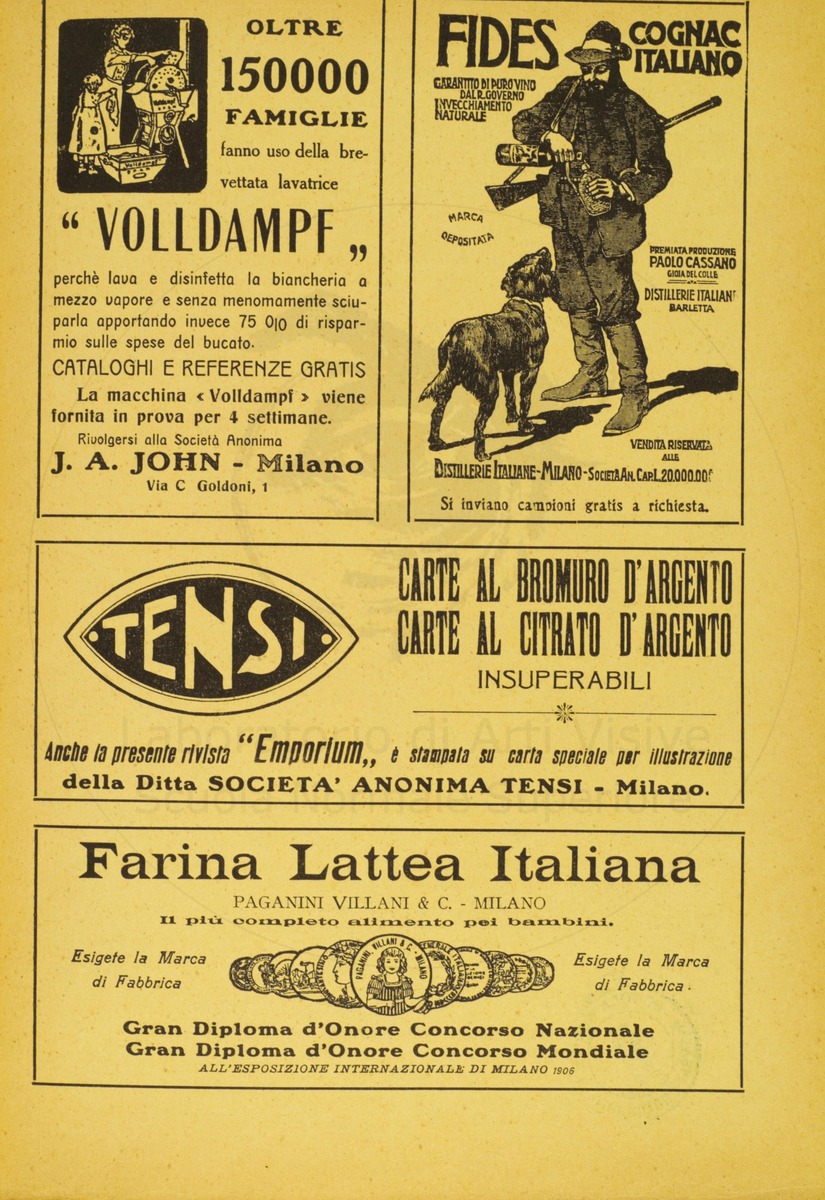 OLTRE
150000
FAMIGLIE
fanno uso della bre-
vettata lavatrice
“ VOLLDAMPF „
perchè lava e disinfetta la biancheria a
mezzo vapore e senza menomamente sciu-
parla apportando invece 75 0|0 di rispar-
mio sulle spese del bucato.
CATALOGHI E REFERENZE GRATIS
La macchina « Volldampf » viene
fornita in prova per 4 settimane.
Rivolgersi alla Società Anonima
J. A. JOHN - Milano
Via C Goldoni, 1
FIDES COGNAC
ITALIANO
GARANTITO DI PURO VINO
DAL R. GOVERNO
INVECCHIAMENTO
NATURALE
MARCA
DEPOSITATA
PREMIATA PRODUZIONE
PAOLO CASSANO
GIOIA DEL COLLE
DISTILLERIE ITALIAN
BARLETTA
VENDITA RISERVATA
ALLE
DISTILLERIE ITALIANE-MILANO-SOCIETÀ AN. CAP. L. 20.000.00
Si inviano campioni gratis a richiesta.
TENSI
CARTE AL BROMURO D'ARGENTO
CARTE AL CITRATO D'ARGENTO
INSUPERABILI
Anche la presente rivista “Emporium„ è stampata su carta speciale per illustrazione
della Ditta SOCIETA' ANONIMA TENSI - Milano.
Farina Lattea Italiana
PAGANINI VILLANI & C. - MILANO
Il più completo alimento pei bambini.
Esigete la Marca
di Fabbrica
PAGANINI, VILLANI & C. - MILANO
Esigete la Marca
di Fabbrica.
Gran Diploma d'Onore Concorso Nazionale
Gran Diploma d'Onore Concorso Mondiale
ALL'ESPOSIZIONE INTERNAZIONALE DI MILANO 1906